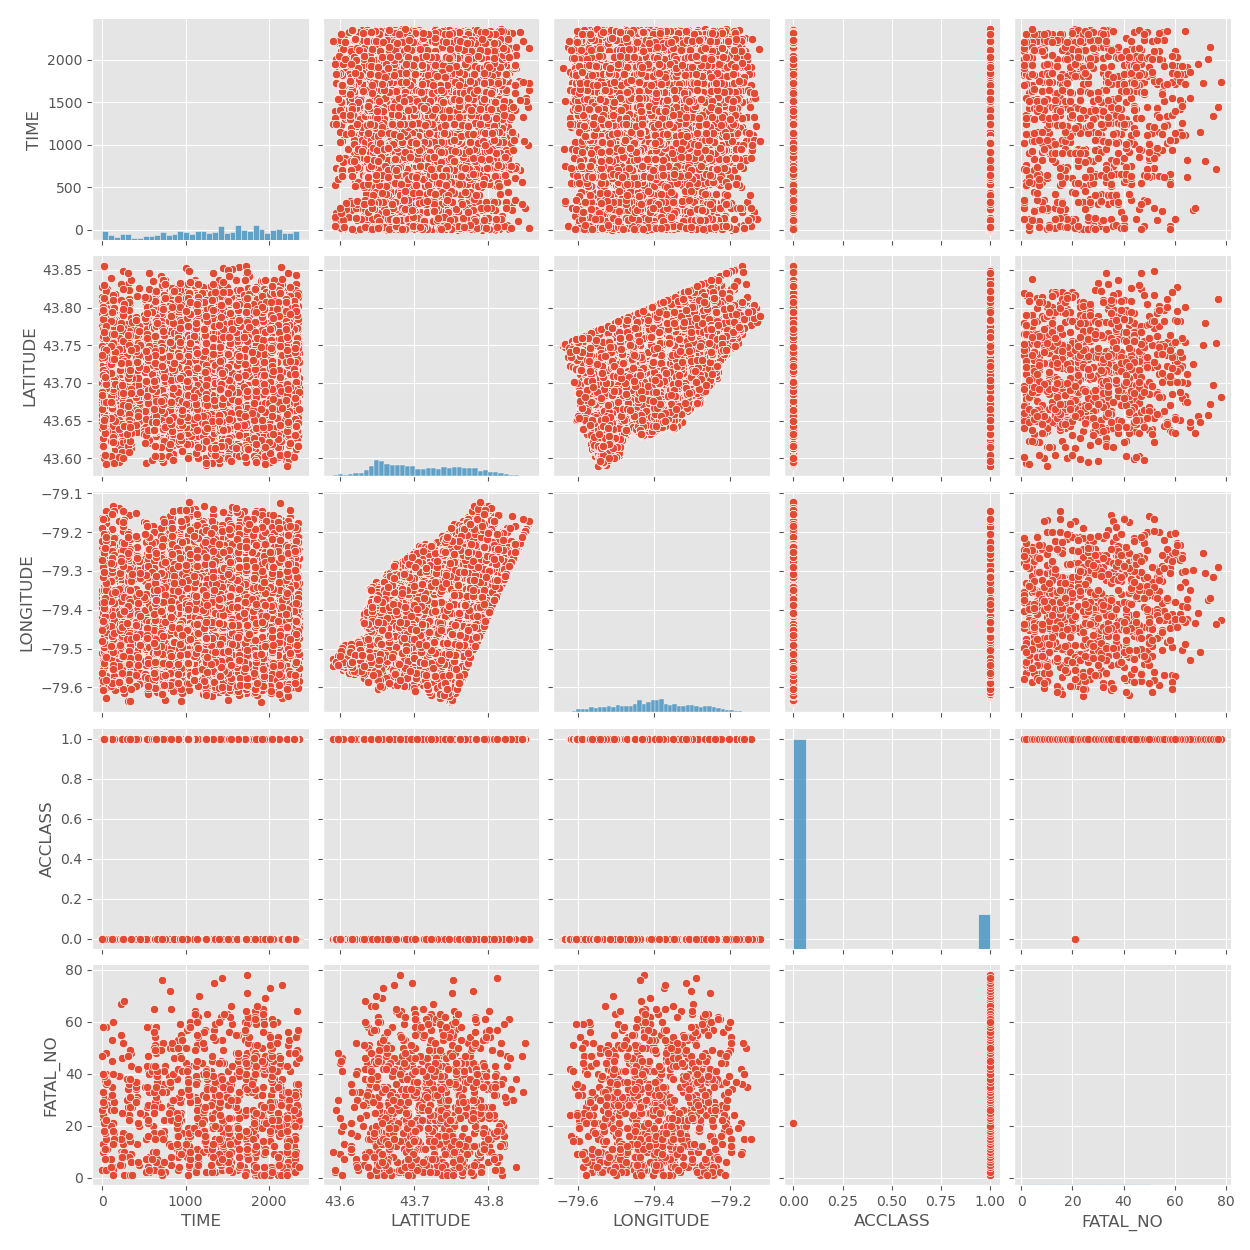 TIME
2000
1500
1000
500
0
LATITUDE
43.85
43.80
43.75
43.70
43.65
43.60
LONGITUDE
−79.1
−79.2
−79.3
−79.4
−79.5
−79.6
ACCLASS
1.0
0.8
0.6
0.4
0.2
0.0
FATAL_NO
80
60
40
20
0
0 1000 2000
43.6 43.7 43.8
−79.6 −79.4 −79.2
0.00 0.25 0.50 0.75 1.00
0 20 40 60 80
TIME LATITUDE LONGITUDE ACCLASS FATAL_NO